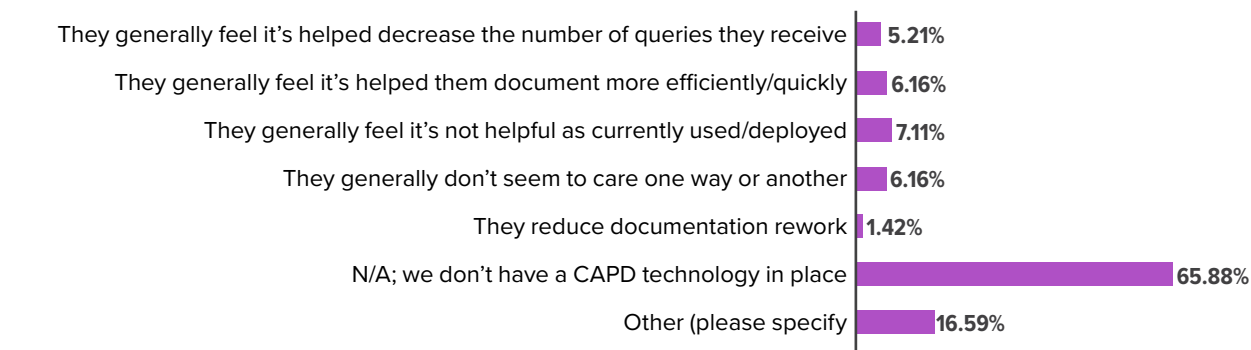 They generally feel it’s helped decrease the number of queries they receive 5.21%
They generally feel it’s helped them document more efficiently/quickly 6.16%
They generally feel it’s not helpful as currently used/deployed 7.11%
They generally don’t seem to care one way or another 6.16%
They reduce documentation rework 1.42%
N/A; we don’t have a CAPD technology in place 65.88%
Other (please specify 16.59%